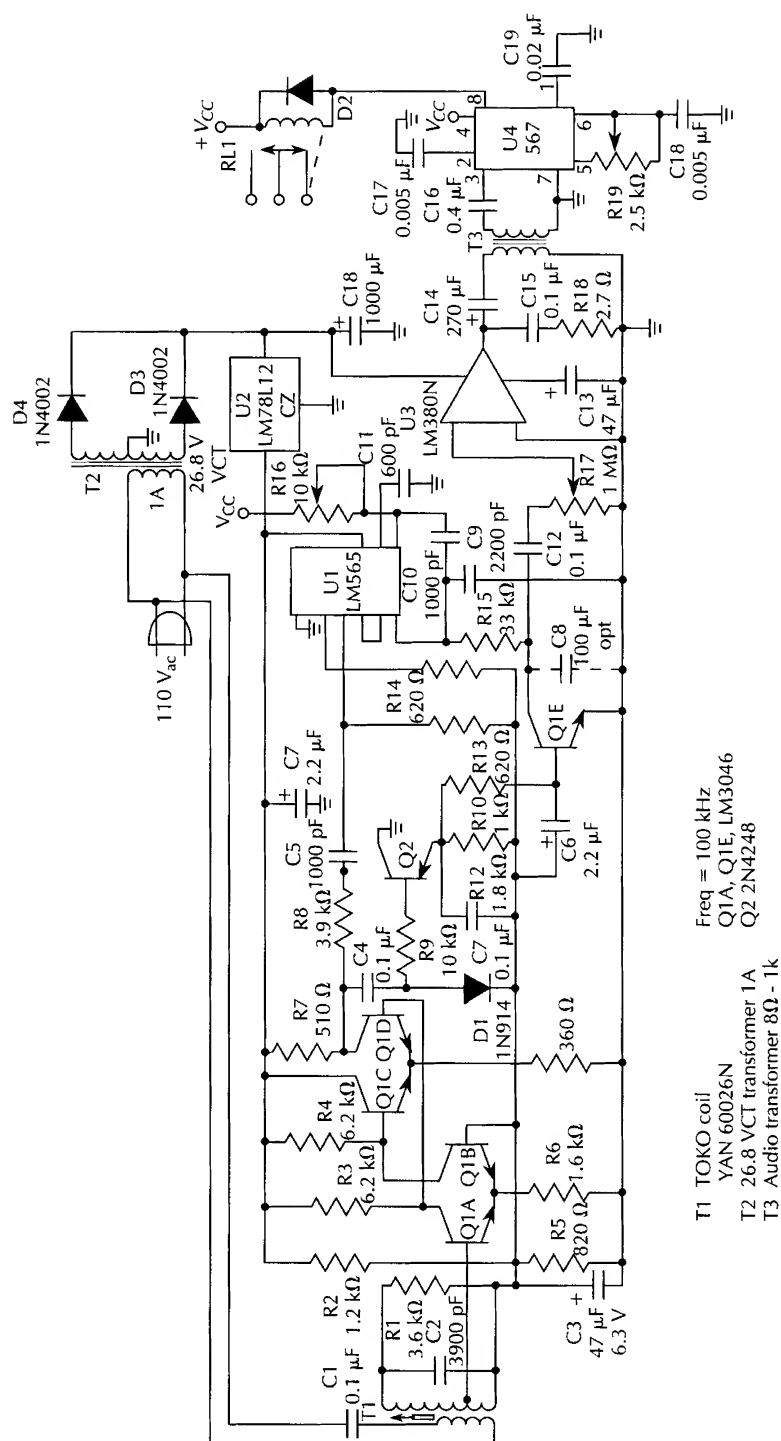 D4
1N4002
D3
1N4002
T2
1A
26.8 V
VCT
110 Vac
U2
LM78L12
CZ
C18
1000 µF
+ VCC
RL1
D2
VCC
R16
10 kΩ
C11
600 pF
U1
LM565
C10
1000 pF
C9
2200 pF
R15
33 kΩ
C12
0.1 µF
R17
1 MΩ
C8
100 µF
opt
U3
LM380N
C13
47 µF
+
C14
270 µF
+
C15
0.1 µF
R18
2.7 Ω
T3
C16
0.4 µF
C17
0.005 µF
VCC
U4
567
2
4
8
3
7
5
6
1
C19
0.02 µF
R19
2.5 kΩ
C18
0.005 µF
+
C7
2.2 µF
C5
1000 pF
R8
3.9 kΩ
R7
510 Ω
C4
0.1 µF
R9
10 kΩ
Q2
D1
1N914
C7
0.1 µF
R12
1.8 kΩ
R10
1 kΩ
R13
620 Ω
R14
620 Ω
C6
2.2 µF
+
Q1E
R4
6.2 kΩ
R3
6.2 kΩ
Q1C
Q1D
Q1A
Q1B
360 Ω
R6
1.6 kΩ
R5
820 Ω
R2
1.2 kΩ
R1
3.6 kΩ
C2
3900 pF
C1
0.1 µF
T1
C3
47 µF
6.3 V
+
T1 TOKO coil
YAN 60026N
T2 26.8 VCT transformer 1A
T3 Audio transformer 8Ω - 1k
Freq = 100 kHz
Q1A, Q1E, LM3046
Q2 2N4248